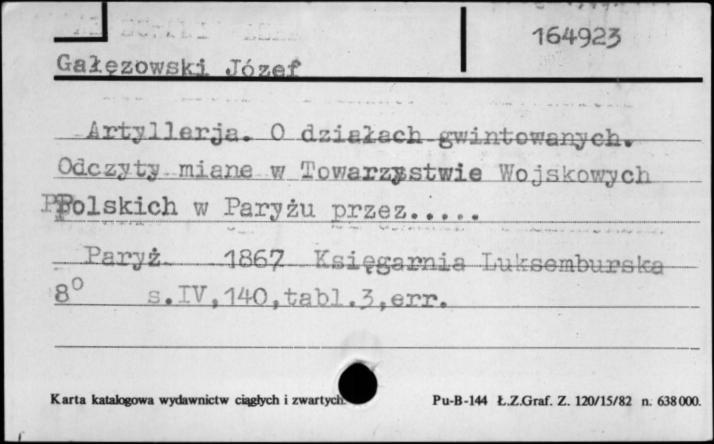 164923
Gałęzowski Józef
Artyllerja. O działach gwintowanych.
Odczyty miane w Towarzystwie Wojskowych
Polskich w Paryżu przez.....
Paryż 1867 Księgarnia Luksemburska
8° s.IV,140,tabl.3,err.
Karta katalogowa wydawnictw ciągłych i zwartych. Pu-B-144 Ł.Z.Graf. Z. 120/15/82 n. 638000.